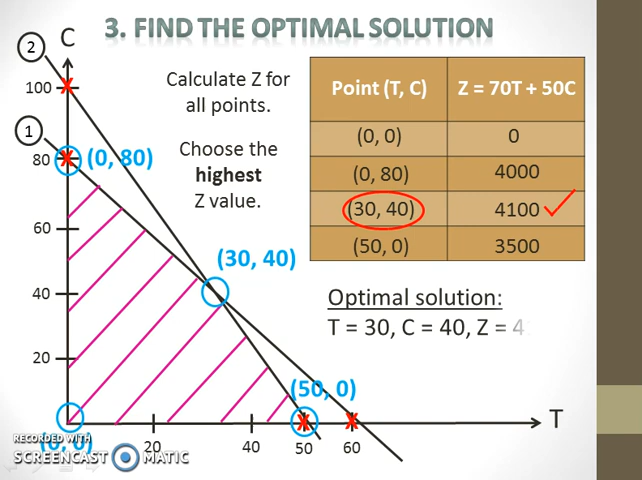 3. FIND THE OPTIMAL SOLUTION
2
C
100
1
80
(0, 80)
60
40
(30, 40)
20
(50, 0)
(0, 0)
20
40
50
60
T
Calculate Z for
all points.
Choose the
highest
Z value.
Point (T, C) Z = 70T + 50C
(0, 0) 0
(0, 80) 4000
(30, 40) 4100
(50, 0) 3500
Optimal solution:
T = 30, C = 40, Z = 4
RECORDED WITH
SCREENCAST MATIC